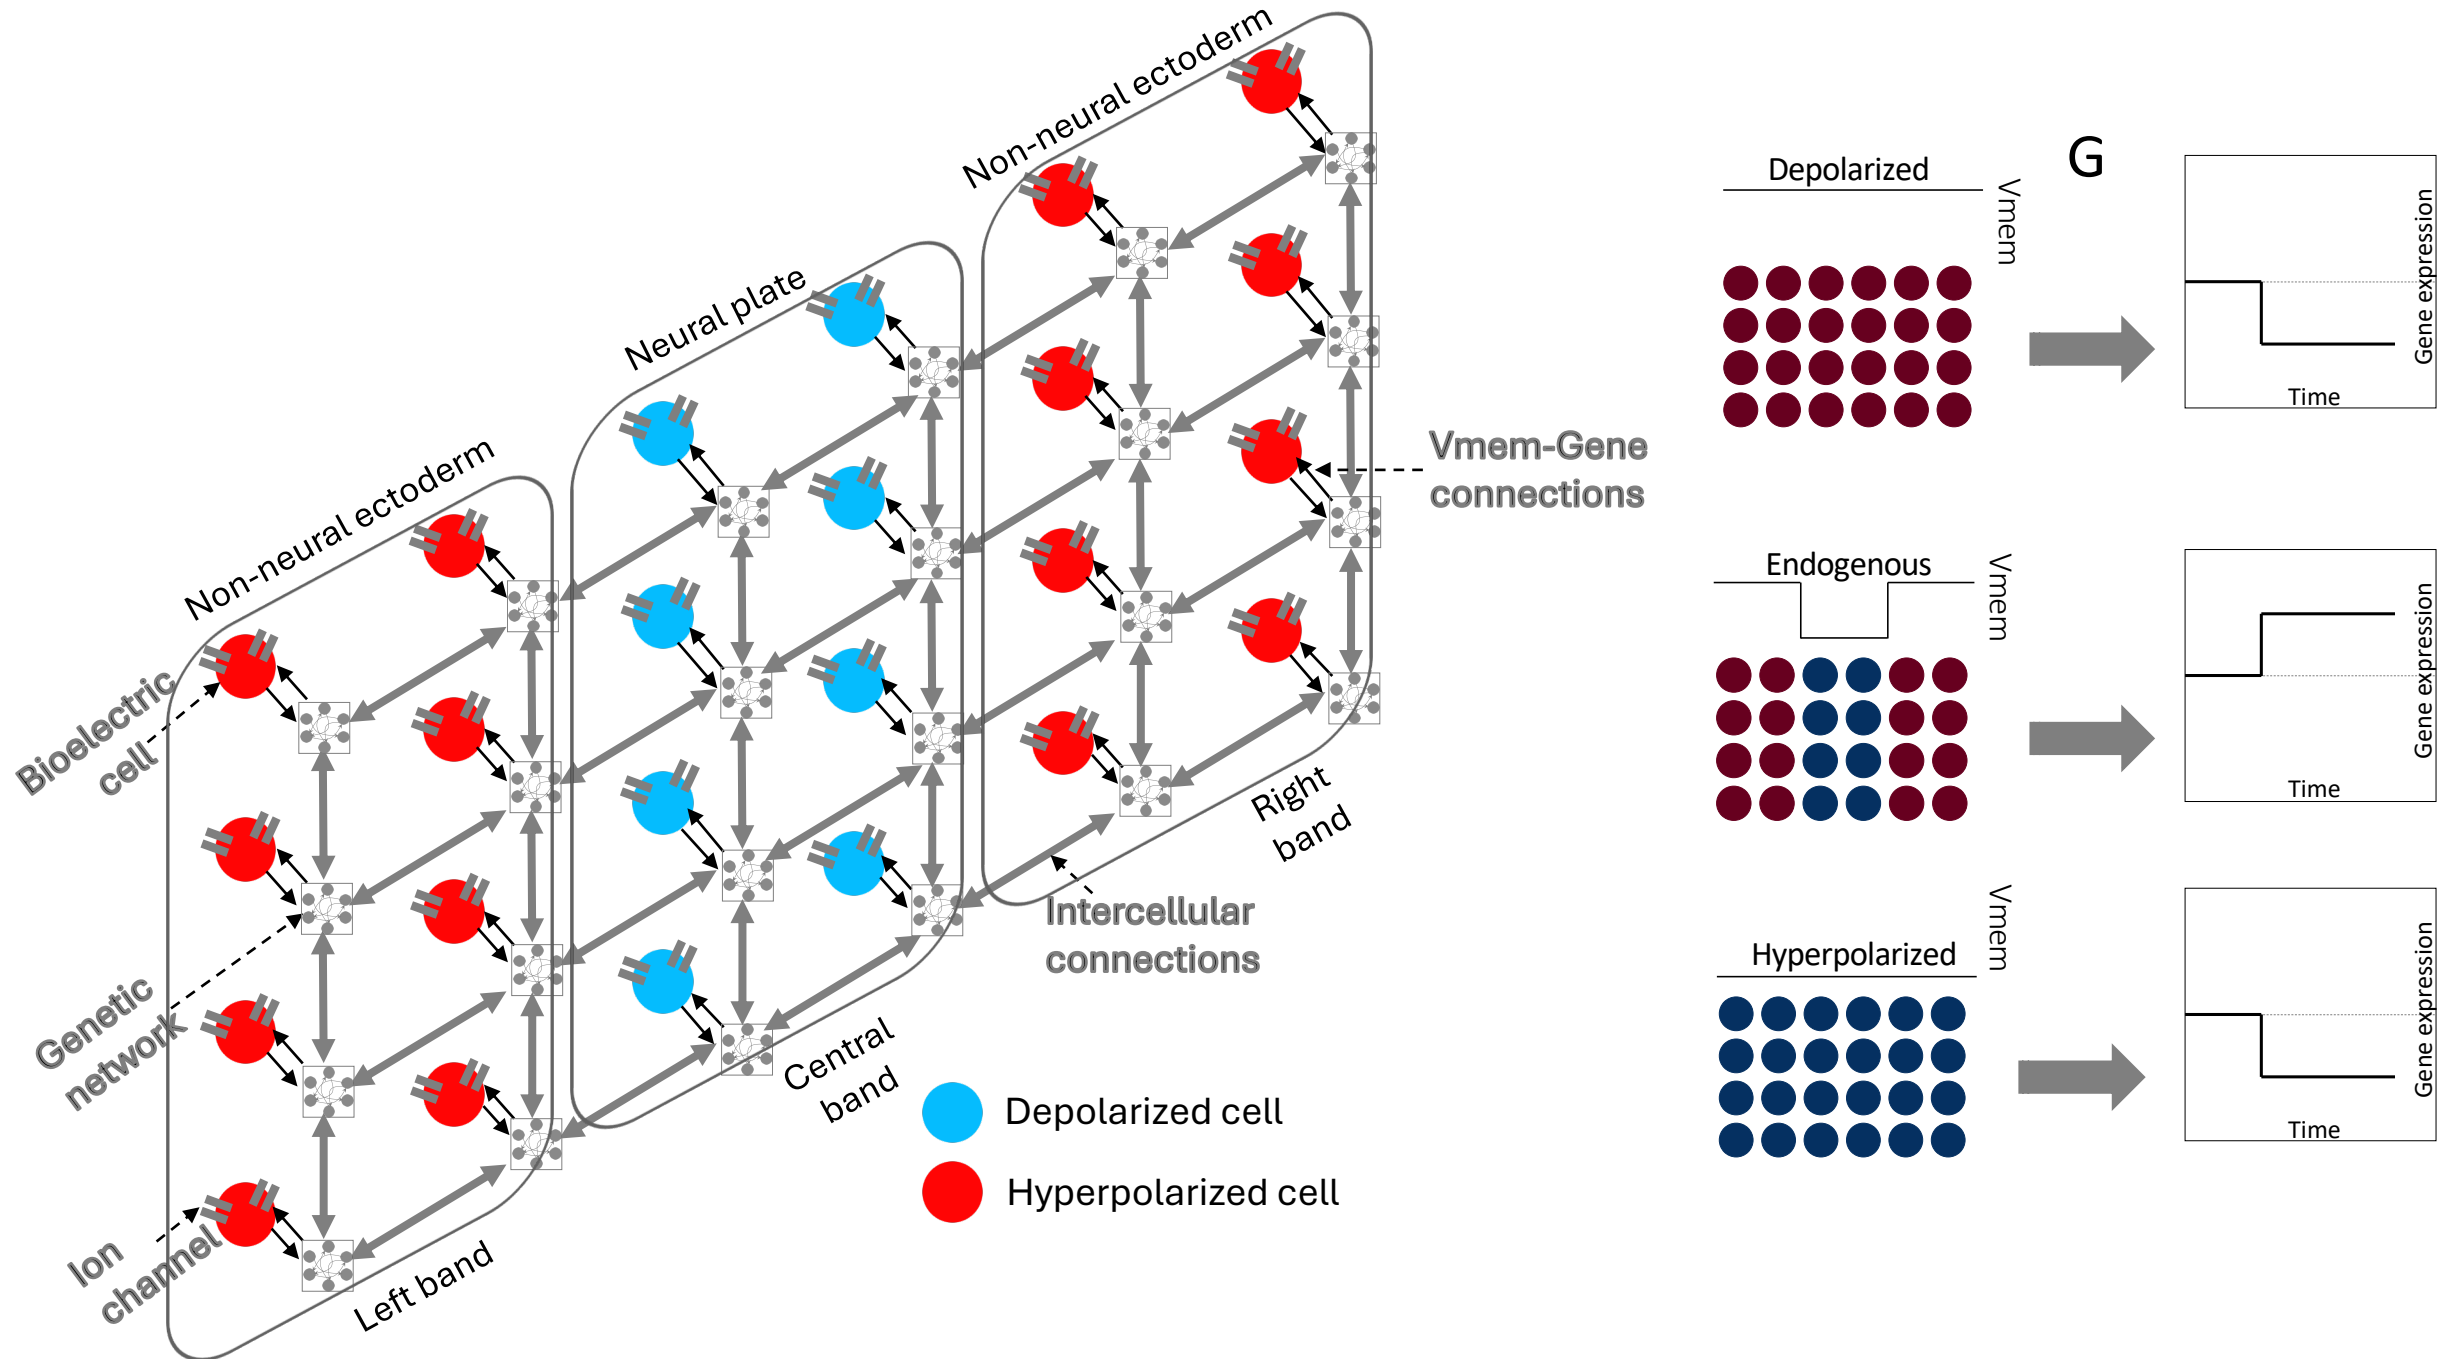 Non-neural ectoderm
Neural plate
Non-neural ectoderm
Bioelectric
cell
Genetic
network
Ion
channel
Left band
Central
band
Right
band
Intercellular
connections
Vmem-Gene
connections
Depolarized cell
Hyperpolarized cell
G
Depolarized
Vmem
Gene expression
Time
Endogenous
Vmem
Gene expression
Time
Hyperpolarized
Vmem
Gene expression
Time